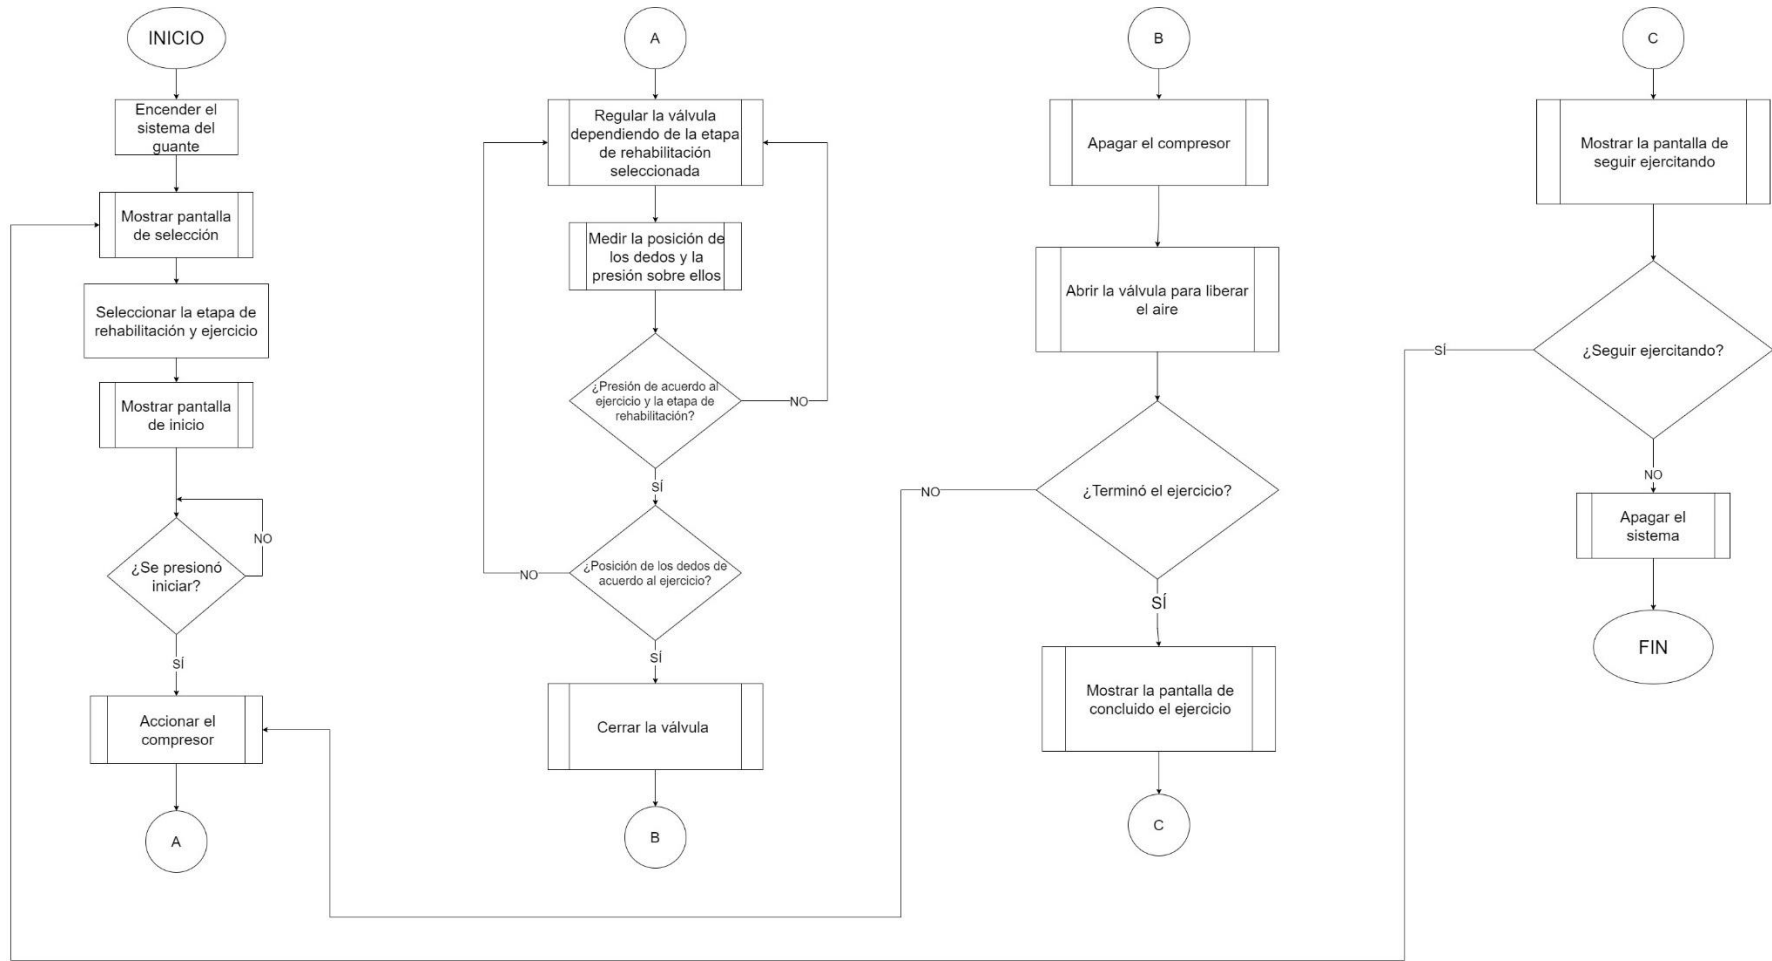 INICIO
Encender el
sistema del
guante
Mostrar pantalla
de selección
Seleccionar la etapa de
rehabilitación y ejercicio
Mostrar pantalla
de inicio
NO
¿Se presionó
iniciar?
SÍ
Accionar el
compresor
A
A
Regular la válvula
dependiendo de la etapa
de rehabilitación
seleccionada
Medir la posición de
los dedos y la
presión sobre ellos
¿Presión de acuerdo al
ejercicio y la etapa de
rehabilitación?
NO
SÍ
¿Posición de los dedos de
acuerdo al ejercicio?
NO
SÍ
Cerrar la válvula
B
B
Apagar el compresor
Abrir la válvula para liberar
el aire
¿Terminó el ejercicio?
NO
SÍ
Mostrar la pantalla de
concluido el ejercicio
C
C
Mostrar la pantalla de
seguir ejercitando
¿Seguir ejercitando?
SÍ
NO
Apagar el
sistema
FIN